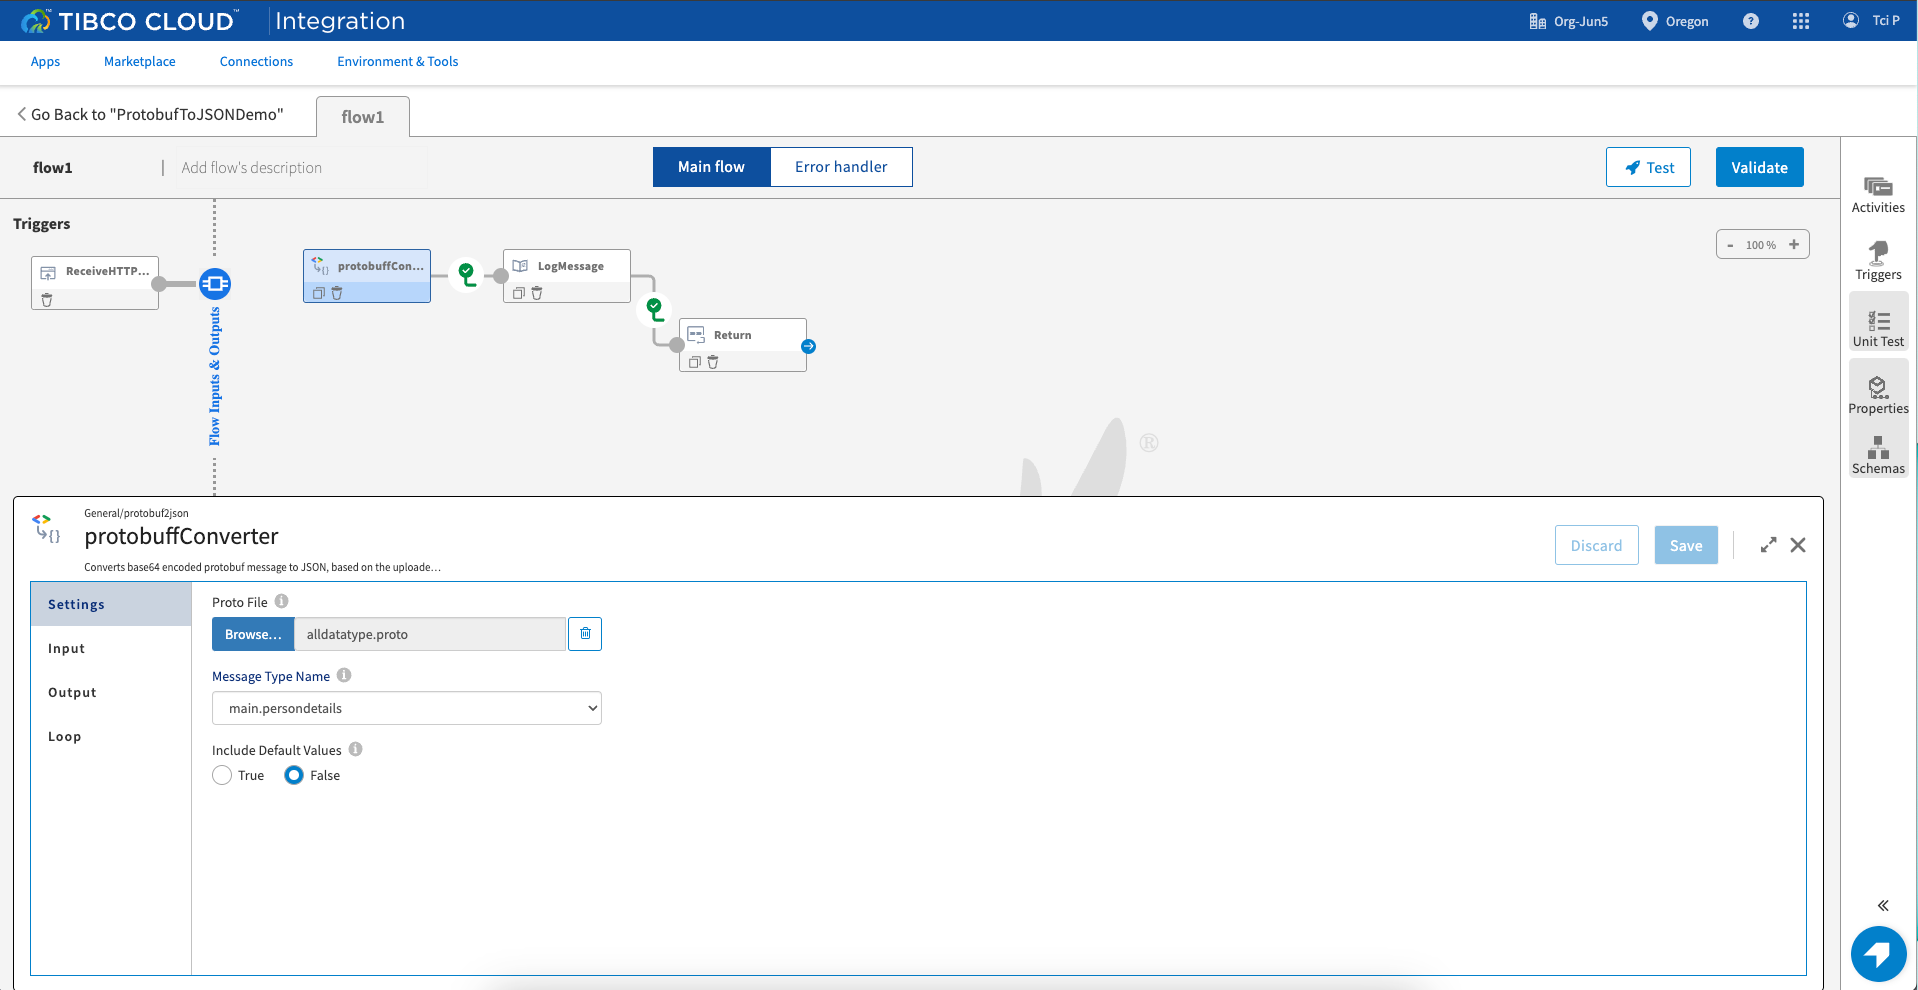 TIBCO CLOUD™ Integration
Org-Jun5
Oregon
Tci P
Apps
Marketplace
Connections
Environment & Tools
Go Back to "ProtobufToJSONDemo"
flow1
flow1
Add flow's description
Main flow
Error handler
Test
Validate
Triggers
- 100 % +
ReceiveHTTP...
protobuffCon...
LogMessage
Return
Flow Inputs & Outputs
®
Activities
Triggers
Unit Test
Properties
Schemas
General/protobuf2json
protobuffConverter
Converts base64 encoded protobuf message to JSON, based on the uploade...
Discard
Save
Settings
Input
Output
Loop
Proto File
Browse...
alldatatype.proto
Message Type Name
main.persondetails
Include Default Values
True
False